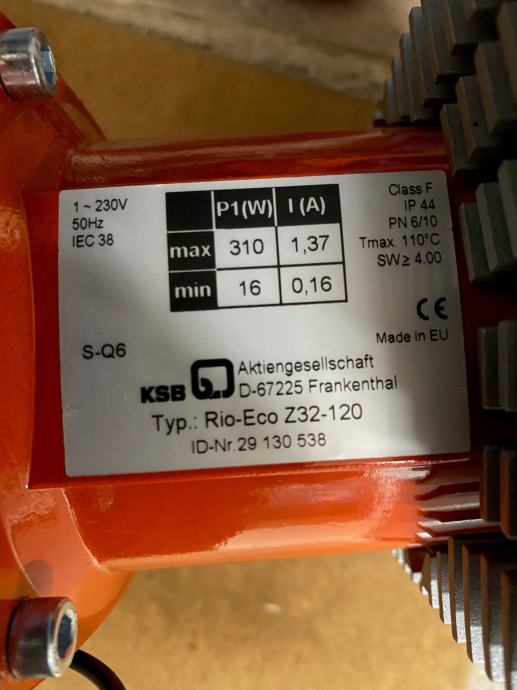 1 ~ 230V
50Hz
IEC 38
P1(W) I (A)
max 310 1,37
min 16 0,16
Class F
IP 44
PN 6/10
Tmax. 110°C
SW ≥ 4.00
CE
Made in EU
S-Q6
KSB Aktiengesellschaft
D-67225 Frankenthal
Typ.: Rio-Eco Z32-120
ID-Nr.29 130 538